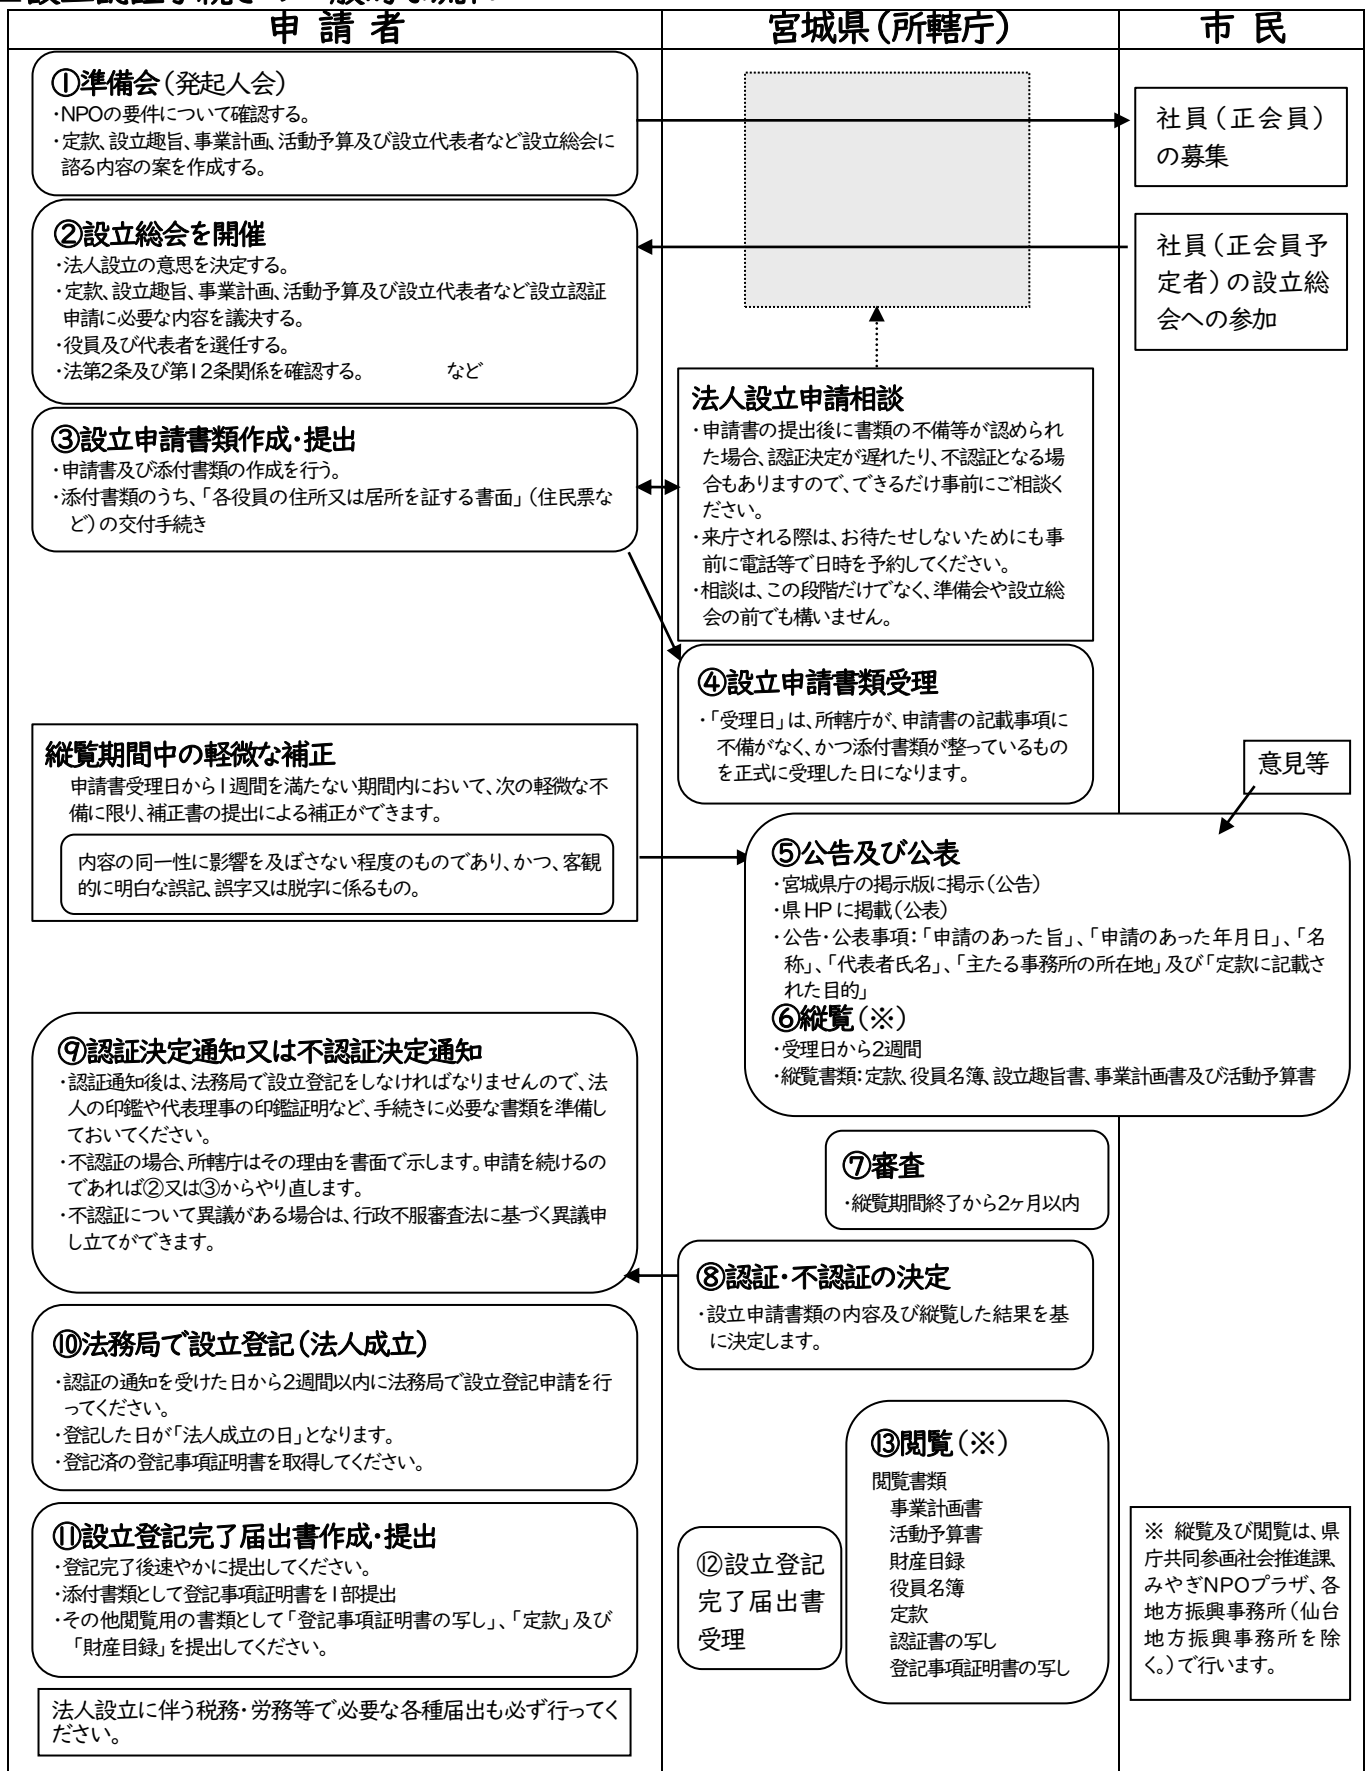 申 請 者
宮城県(所轄庁)
市 民
①準備会(発起人会)
・NPOの要件について確認する。
・定款、設立趣旨、事業計画、活動予算及び設立代表者など設立総会に
諮る内容の案を作成する。
社員(正会員)
の募集
②設立総会を開催
・法人設立の意思を決定する。
・定款、設立趣旨、事業計画、活動予算及び設立代表者など設立認証
申請に必要な内容を議決する。
・役員及び代表者を選任する。
・法第2条及び第12条関係を確認する。 など
社員(正会員予
定者)の設立総
会への参加
③設立申請書類作成・提出
・申請書及び添付書類の作成を行う。
・添付書類のうち、「各役員の住所又は居所を証する書面」(住民票な
ど)の交付手続き
法人設立申請相談
・申請書の提出後に書類の不備等が認められ
た場合、認証決定が遅れたり、不認証となる場
合もありますので、できるだけ事前にご相談く
ださい。
・来庁される際は、お待たせしないためにも事
前に電話等で日時を予約してください。
・相談は、この段階だけでなく、準備会や設立総
会の前でも構いません。
④設立申請書類受理
・「受理日」は、所轄庁が、申請書の記載事項に
不備がなく、かつ添付書類が整っているもの
を正式に受理した日になります。
縦覧期間中の軽微な補正
申請書受理日から1週間を満たない期間内において、次の軽微な不
備に限り、補正書の提出による補正ができます。
内容の同一性に影響を及ぼさない程度のものであり、かつ、客観
的に明白な誤記、誤字又は脱字に係るもの。
意見等
⑤公告及び公表
・宮城県庁の掲示版に掲示(公告)
・県HPに掲載(公表)
・公告・公表事項:「申請のあった旨」、「申請のあった年月日」、「名
称」、「代表者氏名」、「主たる事務所の所在地」及び「定款に記載さ
れた目的」
⑥縦覧(※)
・受理日から2週間
・縦覧書類:定款、役員名簿、設立趣旨書、事業計画書及び活動予算書
⑦審査
・縦覧期間終了から2ヶ月以内
⑧認証・不認証の決定
・設立申請書類の内容及び縦覧した結果を基
に決定します。
⑨認証決定通知又は不認証決定通知
・認証通知後は、法務局で設立登記をしなければなりませんので、法
人の印鑑や代表理事の印鑑証明など、手続きに必要な書類を準備し
ておいてください。
・不認証の場合、所轄庁はその理由を書面で示します。申請を続けるの
であれば②又は③からやり直します。
・不認証について異議がある場合は、行政不服審査法に基づく異議申
し立てができます。
⑩法務局で設立登記(法人成立)
・認証の通知を受けた日から2週間以内に法務局で設立登記申請を行
ってください。
・登記した日が「法人成立の日」となります。
・登記済の登記事項証明書を取得してください。
⑪設立登記完了届出書作成・提出
・登記完了後速やかに提出してください。
・添付書類として登記事項証明書を1部提出
・その他閲覧用の書類として「登記事項証明書の写し」、「定款」及び
「財産目録」を提出してください。
⑫設立登記
完了届出書
受理
⑬閲覧(※)
閲覧書類
事業計画書
活動予算書
財産目録
役員名簿
定款
認証書の写し
登記事項証明書の写し
※ 縦覧及び閲覧は、県
庁共同参画社会推進課、
みやぎNPOプラザ、各
地方振興事務所(仙台
地方振興事務所を除
く。)で行います。
法人設立に伴う税務・労務等で必要な各種届出も必ず行ってく
ださい。